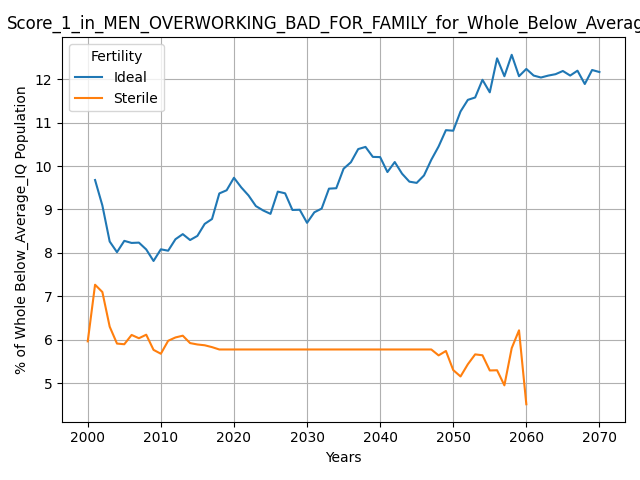 Score_1_in_MEN_OVERWORKING_BAD_FOR_FAMILY_for_Whole_Below_Averag
Fertility
Ideal
Sterile
% of Whole Below_Average_IQ Population
12
11
10
9
8
7
6
5
2000 2010 2020 2030 2040 2050 2060 2070
Years